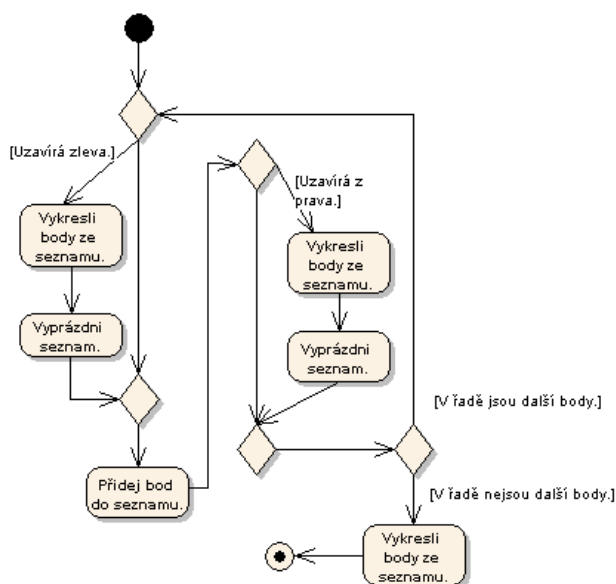 [Uzavírá zleva.]
Vykresli
body ze
seznamu.
Vyprázdni
seznam.
Přidej bod
do seznamu.
[Uzavírá z
prava.]
Vykresli
body ze
seznamu.
Vyprázdni
seznam.
[V řadě jsou další body.]
[V řadě nejsou další body.]
Vykresli
body ze
seznamu.